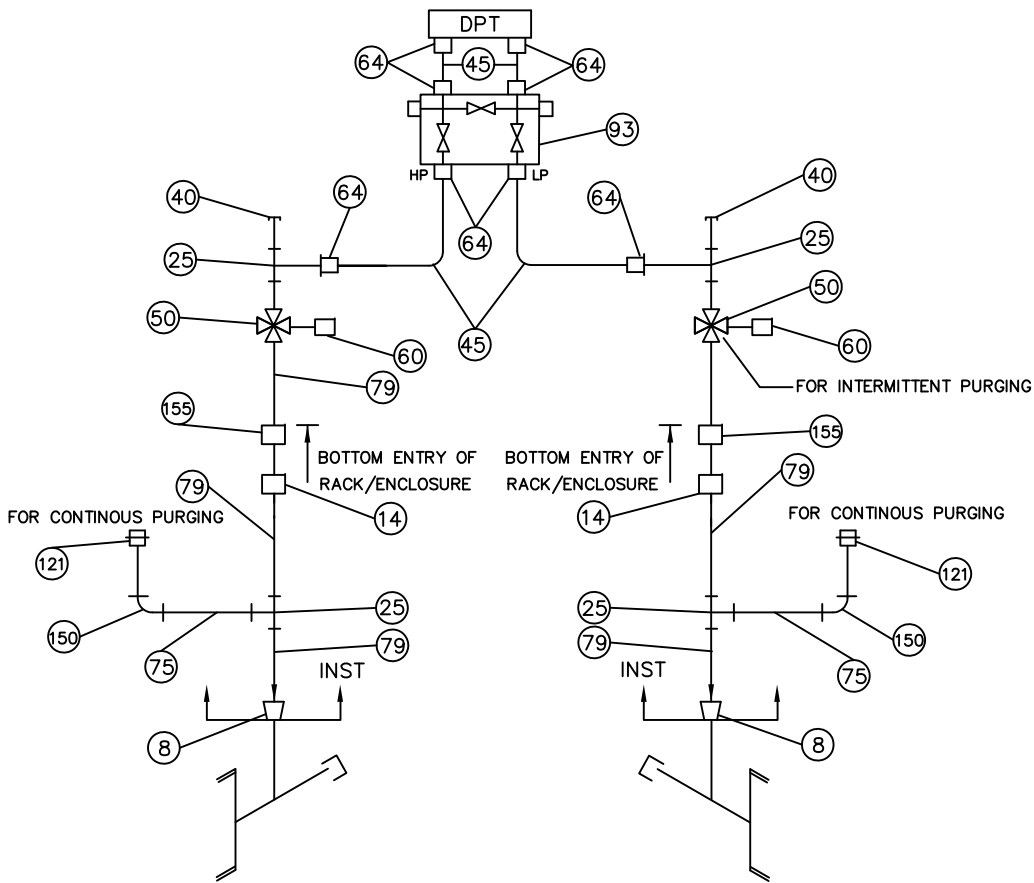 DPT
64
45
64
93
HP
LP
40
64
64
64
40
25
25
50
50
45
60
60
79
FOR INTERMITTENT PURGING
155
155
BOTTOM ENTRY OF
RACK/ENCLOSURE
BOTTOM ENTRY OF
RACK/ENCLOSURE
79
79
14
14
FOR CONTINOUS PURGING
FOR CONTINOUS PURGING
121
121
25
25
150
150
79
79
75
75
INST
INST
8
8